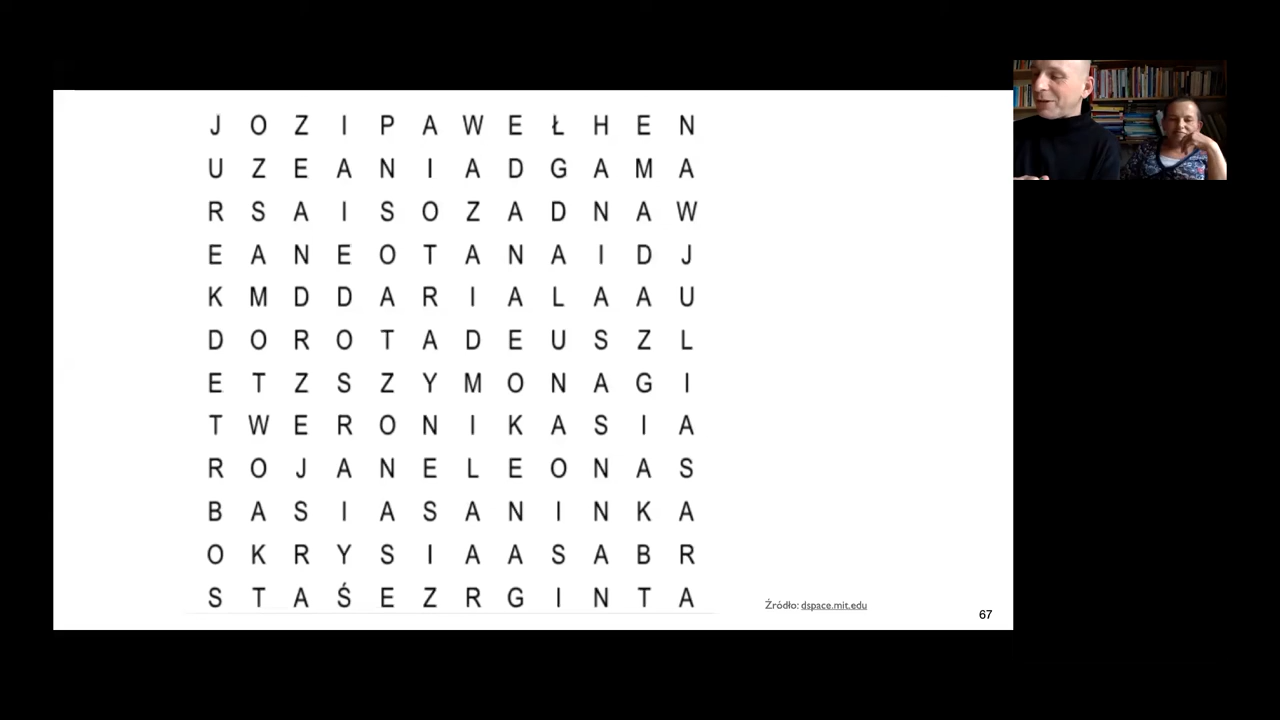 J O Z I P A W E Ł H E N
U Z E A N I A D G A M A
R S A I S O Z A D N A W
E A N E O T A N A I D J
K M D D A R I A L A A U
D O R O T A D E U S Z L
E T Z S Z Y M O N A G I
T W E R O N I K A S I A
R O J A N E L E O N A S
B A S I A S A N I N K A
O K R Y S I A A S A B R
S T A Ś E Z R G I N T A
Źródło: dspace.mit.edu
67